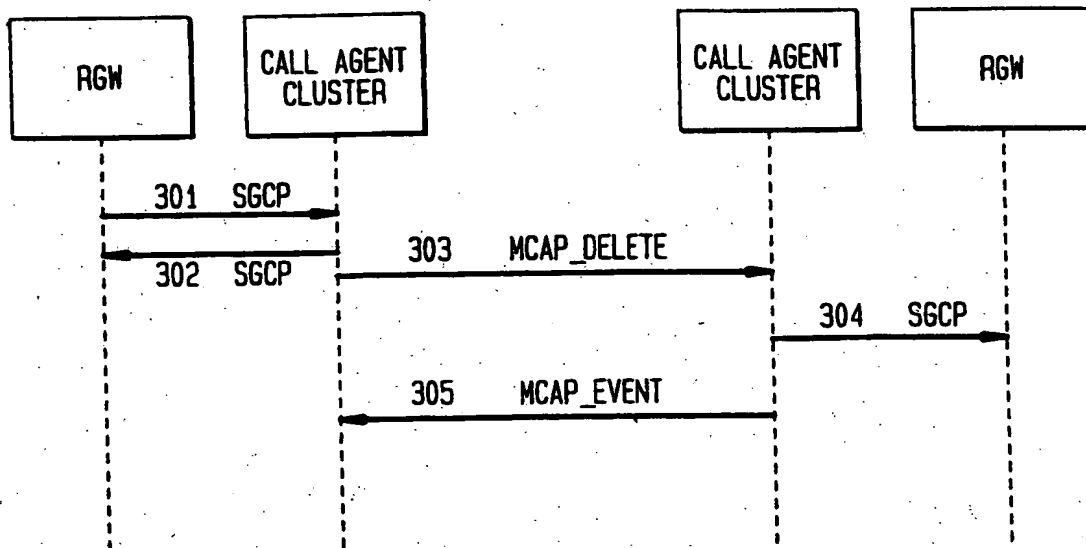 RGW
CALL AGENT
CLUSTER
CALL AGENT
CLUSTER
RGW
301 SGCP
302 SGCP
303 MCAP_DELETE
304 SGCP
305 MCAP_EVENT